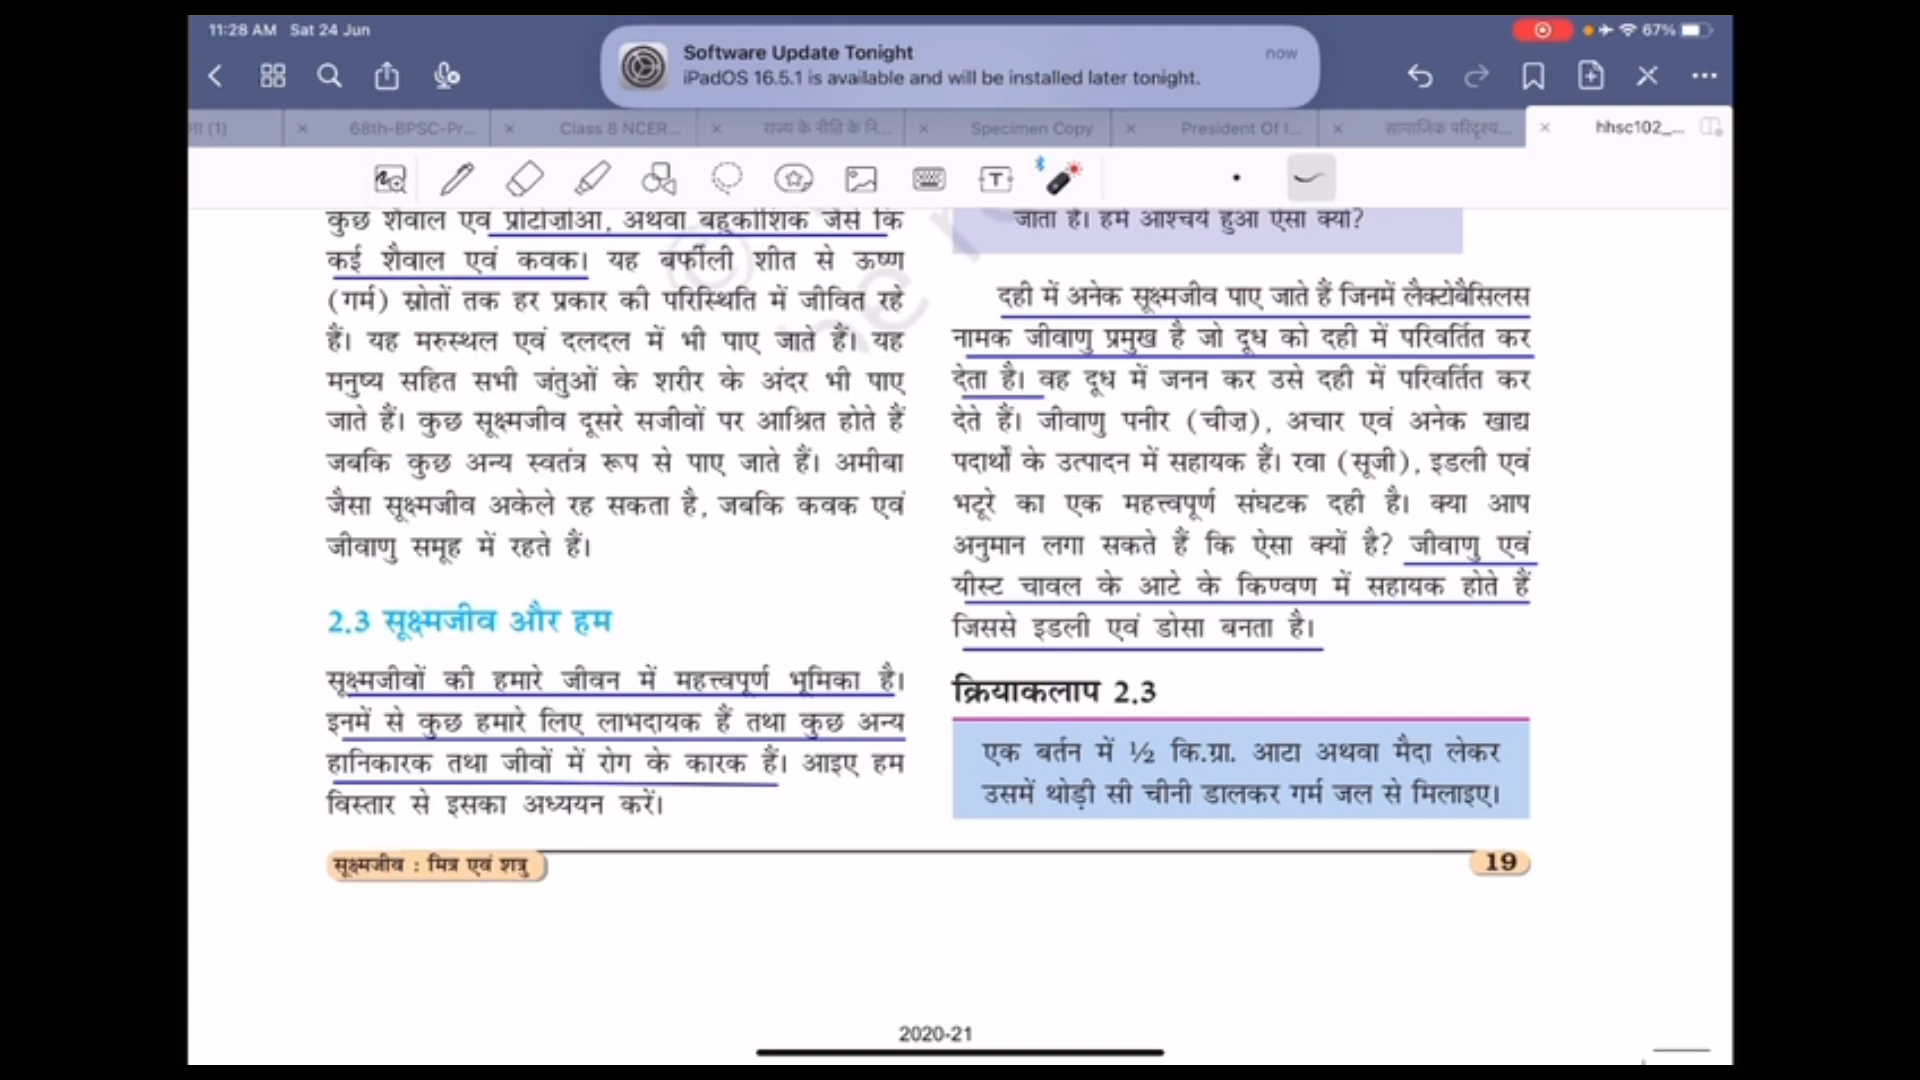 11:28 AM Sat 24 Jun
Software Update Tonight
now
iPadOS 16.5.1 is available and will be installed later tonight.
67%
ा (1)
68th-BPSC-Pr...
Class 8 NCER...
राज्य के नीति के नि...
Specimen Copy
President Of I...
सामाजिक परिदृश्य...
hhsc102_...
कुछ शैवाल एवं प्रोटोज़ोआ, अथवा बहुकोशिक जैसे कि
कई शैवाल एवं कवक। यह बर्फीली शीत से ऊष्ण
(गर्म) स्रोतों तक हर प्रकार की परिस्थिति में जीवित रहे
हैं। यह मरुस्थल एवं दलदल में भी पाए जाते हैं। यह
मनुष्य सहित सभी जंतुओं के शरीर के अंदर भी पाए
जाते हैं। कुछ सूक्ष्मजीव दूसरे सजीवों पर आश्रित होते हैं
जबकि कुछ अन्य स्वतंत्र रूप से पाए जाते हैं। अमीबा
जैसा सूक्ष्मजीव अकेले रह सकता है, जबकि कवक एवं
जीवाणु समूह में रहते हैं।
2.3 सूक्ष्मजीव और हम
सूक्ष्मजीवों की हमारे जीवन में महत्त्वपूर्ण भूमिका है।
इनमें से कुछ हमारे लिए लाभदायक हैं तथा कुछ अन्य
हानिकारक तथा जीवों में रोग के कारक हैं। आइए हम
विस्तार से इसका अध्ययन करें।
जाता है। हमें आश्चर्य हुआ ऐसा क्यों?
दही में अनेक सूक्ष्मजीव पाए जाते हैं जिनमें लैक्टोबैसिलस
नामक जीवाणु प्रमुख है जो दूध को दही में परिवर्तित कर
देता है। वह दूध में जनन कर उसे दही में परिवर्तित कर
देते हैं। जीवाणु पनीर (चीज़), अचार एवं अनेक खाद्य
पदार्थों के उत्पादन में सहायक हैं। रवा (सूजी), इडली एवं
भटूरे का एक महत्त्वपूर्ण संघटक दही है। क्या आप
अनुमान लगा सकते हैं कि ऐसा क्यों है? जीवाणु एवं
यीस्ट चावल के आटे के किण्वण में सहायक होते हैं
जिससे इडली एवं डोसा बनता है।
क्रियाकलाप 2.3
एक बर्तन में ½ कि.ग्रा. आटा अथवा मैदा लेकर
उसमें थोड़ी सी चीनी डालकर गर्म जल से मिलाइए।
सूक्ष्मजीव : मित्र एवं शत्रु
19
2020-21